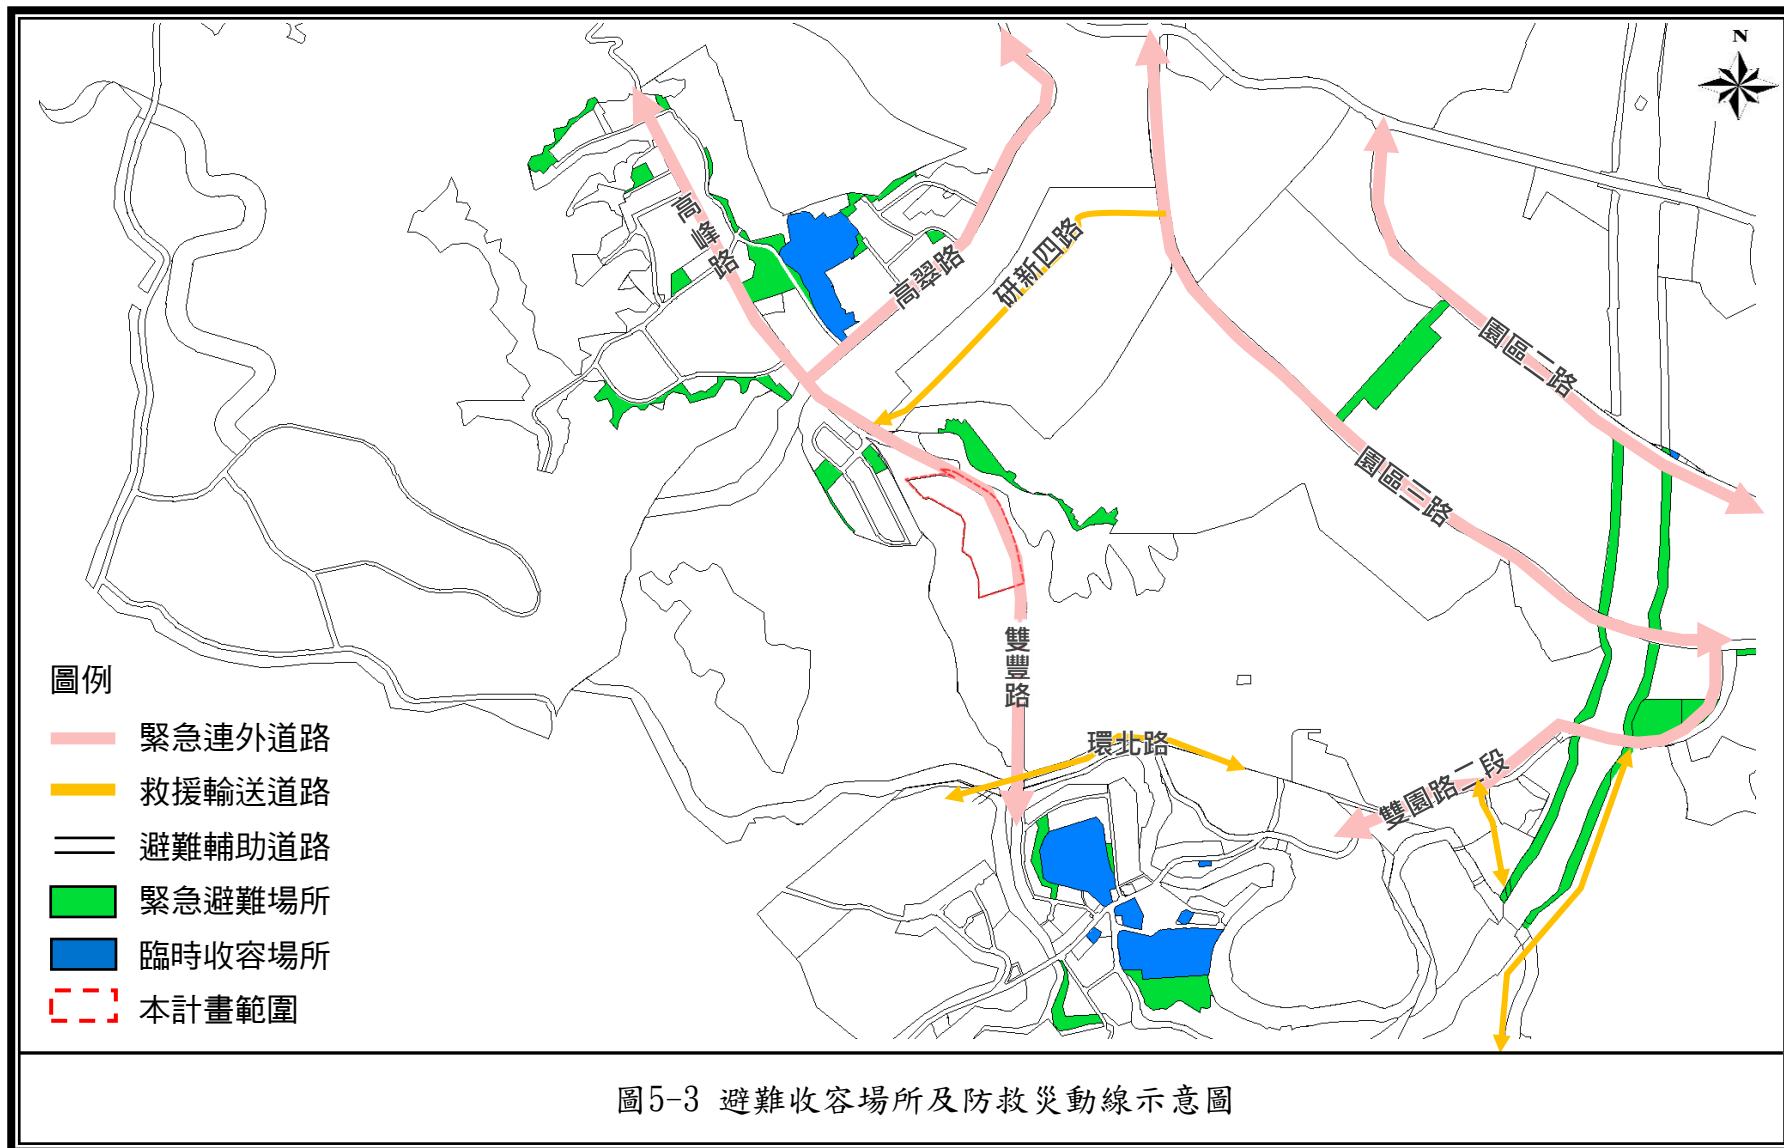 N
高峰路
高翠路
研新四路
園區二路
園區三路
雙豐路
環北路
雙園路二段
圖例
緊急連外道路
救援輸送道路
避難輔助道路
緊急避難場所
臨時收容場所
本計畫範圍
圖5-3 避難收容場所及防救災動線示意圖